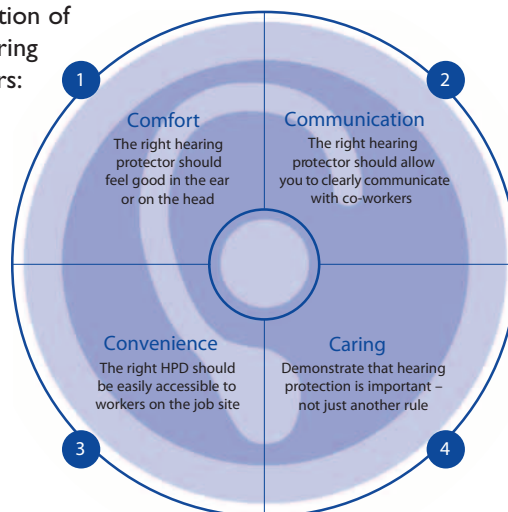 tion of
ring
rs:
1
2
Comfort
The right hearing
protector should
feel good in the ear
or on the head
Communication
The right hearing
protector should allow
you to clearly communicate
with co-workers
Convenience
The right HPD should
be easily accessible to
workers on the job site
Caring
Demonstrate that hearing
protection is important –
not just another rule
3
4